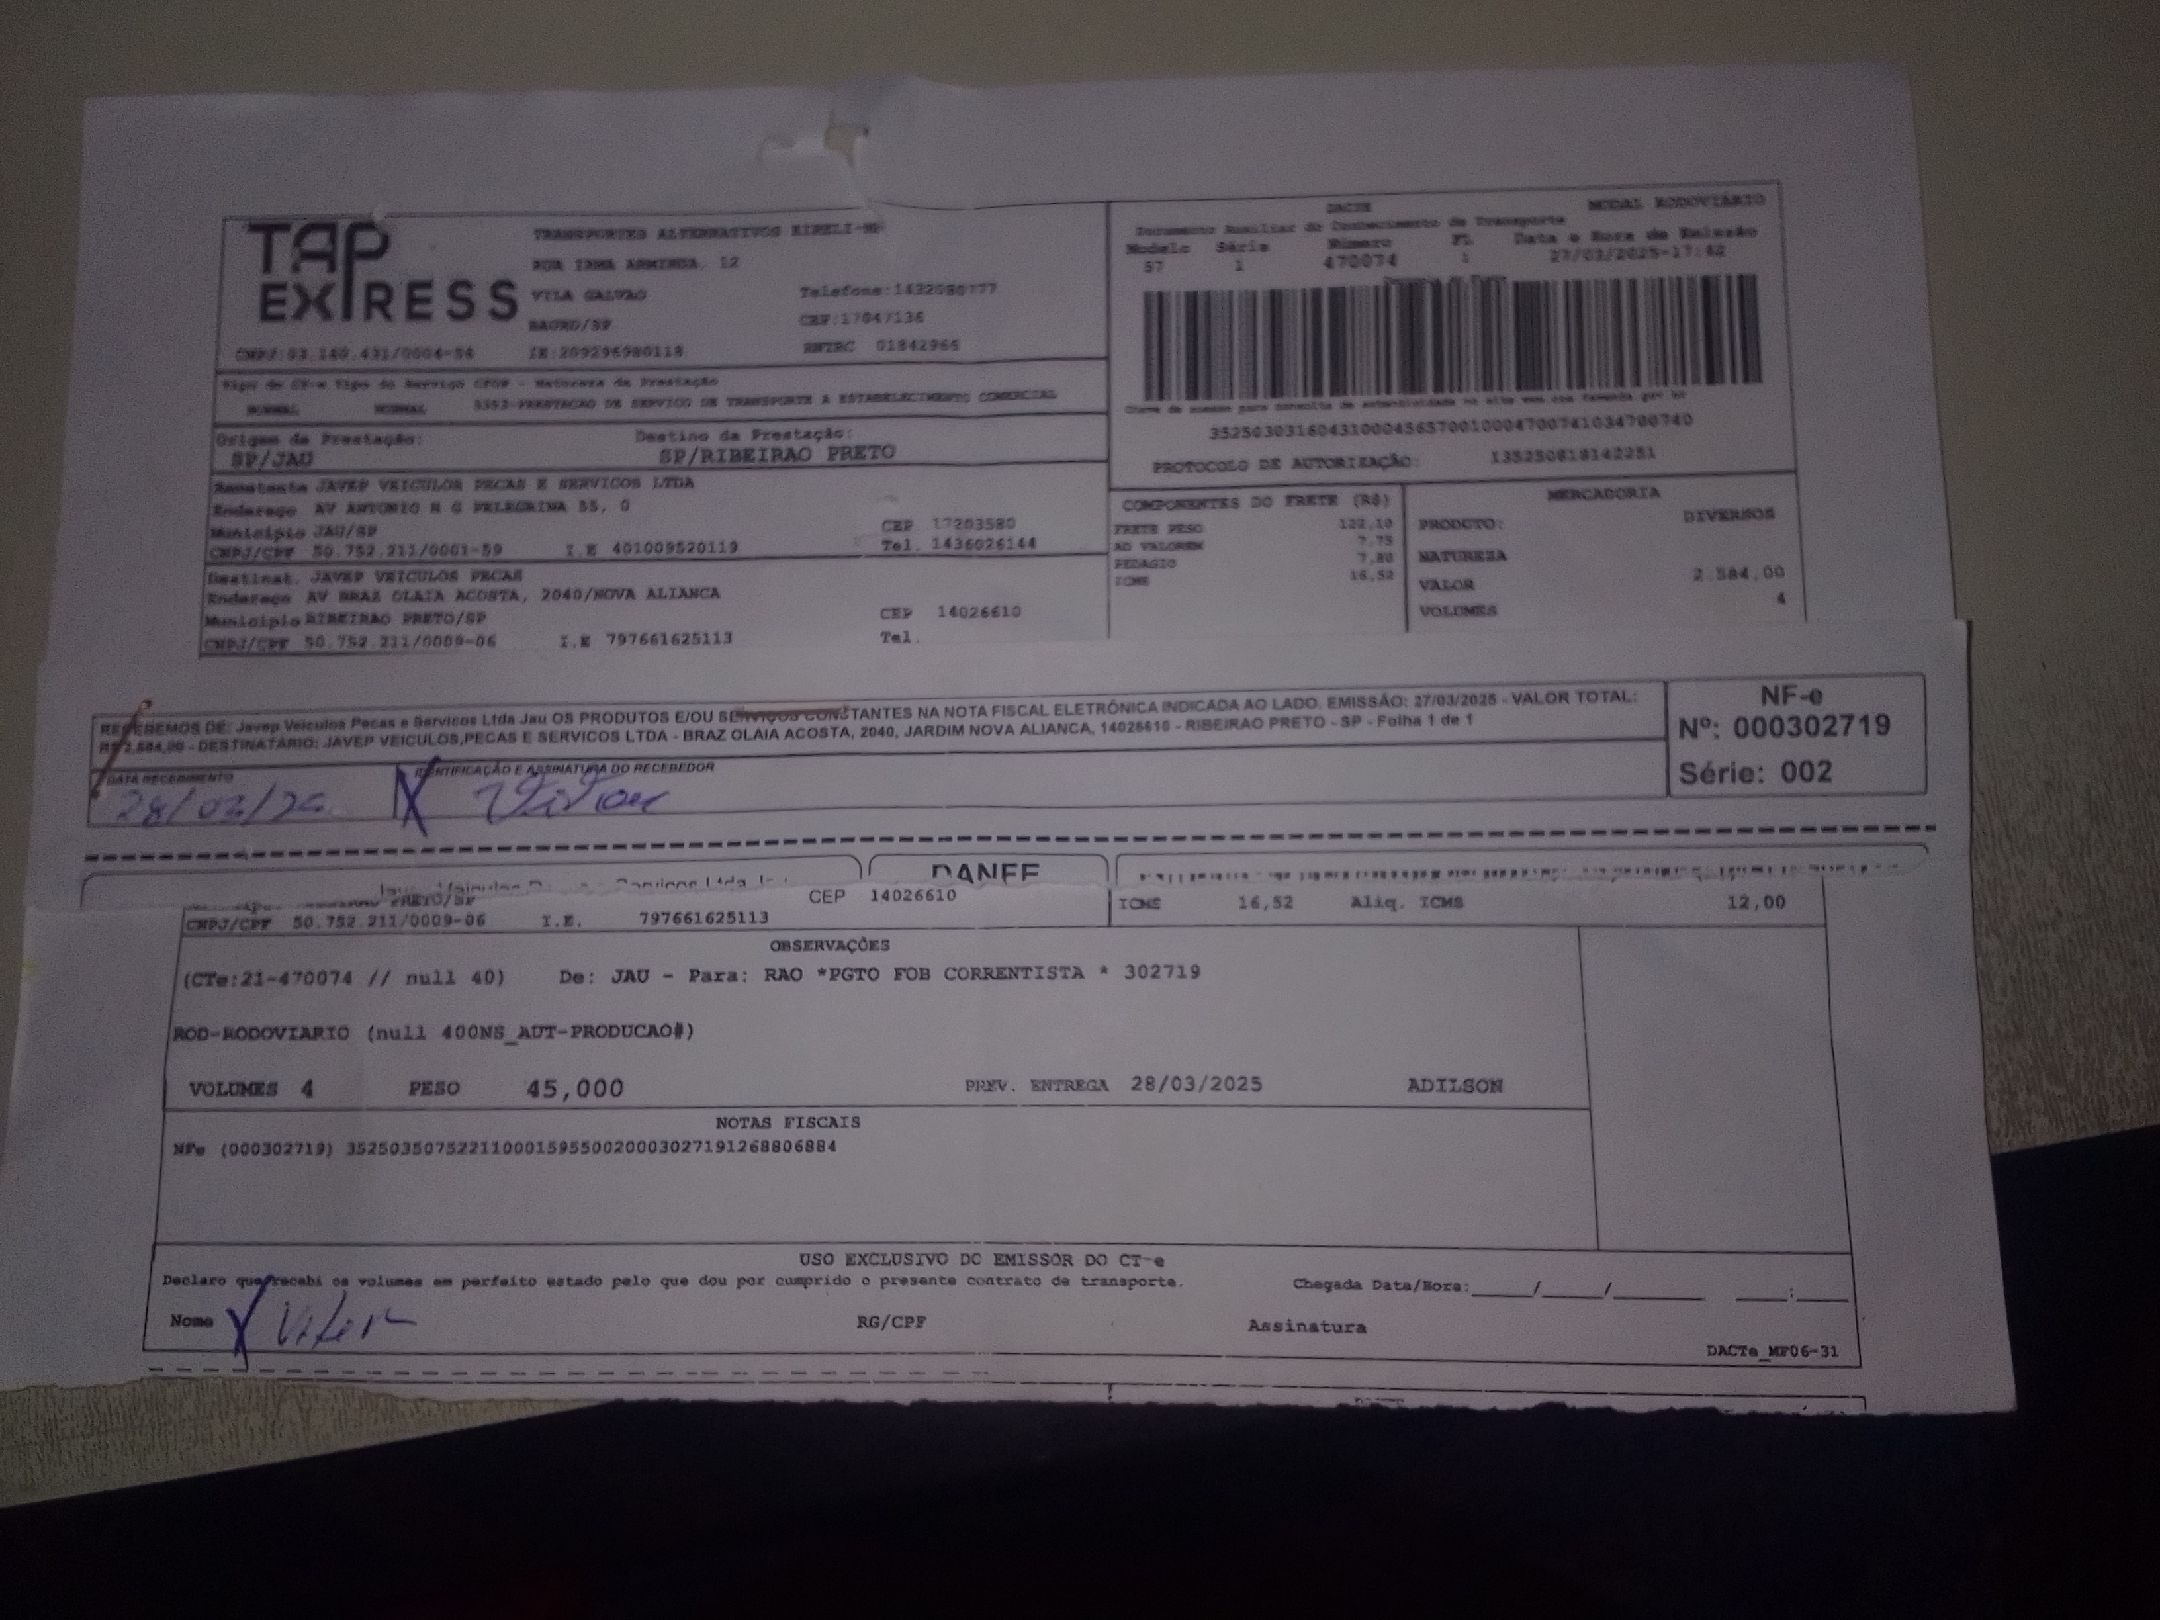 TAP EXPRESS
TRANSPORTES ALTERNATIVOS EIRELI-EP
RUA IRMA ARMINDA, 12
VILA GALVAO
BAURU/SP
CEP:17047136
RNTRC 01842966
IE:209296980118
NORMAL NORMAL PRESTACAO DE SERVICO DE TRANSPORTE A ESTABELECIMENTO COMERCIAL
Origem da Prestação: Destino da Prestação:
SP/JAU SP/RIBEIRAO PRETO
Remetente JAVEP VEICULOS PECAS E SERVICOS LTDA
Endereço AV ANTONIO H G PELEGRINA 55, 0
Município JAU/SP CEP 17203580
CNPJ/CPF 50.752.211/0001-59 I.E 401009520119 Tel. 1436026144
Destinat. JAVEP VEICULOS PECAS
Endereço AV BRAZ OLAIA ACOSTA, 2040/NOVA ALIANCA
Município RIBEIRAO PRETO/SP CEP 14026610
CNPJ/CPF 50.752.211/0009-06 I.E 797661625113 Tel.
DACTE MODAL RODOVIÁRIO
Documento Auxiliar do Conhecimento de Transporte
Modelo Série Número FL Data e Hora de Emissão
57 1 470074 1 27/03/2025-17:42
PROTOCOLO DE AUTORIZAÇÃO: 135250818142251
COMPONENTES DO FRETE (R$)
FRETE PESO 122,10
AD VALOREM 7,75
PEDAGIO 7,80
ICMS 16,52
MERCADORIA
PRODUTO: DIVERSOS
NATUREZA
VALOR 2.584,00
VOLUMES 4
RECEBEMOS DE: Javep Veiculos Pecas e Servicos Ltda Jau OS PRODUTOS E/OU SERVIÇOS CONSTANTES NA NOTA FISCAL ELETRÔNICA INDICADA AO LADO. EMISSÃO: 27/03/2025 - VALOR TOTAL:
R$ 2.584,00 - DESTINATÁRIO: JAVEP VEICULOS,PECAS E SERVICOS LTDA - BRAZ OLAIA ACOSTA, 2040, JARDIM NOVA ALIANCA, 14026610 - RIBEIRAO PRETO - SP - Folha 1 de 1
NF-e
Nº: 000302719
Série: 002
DATA RECEBIMENTO IDENTIFICAÇÃO E ASSINATURA DO RECEBEDOR
28/03/25 X Vitor
DANFE
PRETO/SP CEP 14026610
CNPJ/CPF 50.752.211/0009-06 I.E. 797661625113
ICMS 16,52 Aliq. ICMS 12,00
OBSERVAÇÕES
(CTe:21-470074 // null 40) De: JAU - Para: RAO *PGTO FOB CORRENTISTA * 302719
ROD-RODOVIARIO (null 400NS_AUT-PRODUCAO#)
VOLUMES 4 PESO 45,000 PREV. ENTREGA 28/03/2025 ADILSON
NOTAS FISCAIS
NFe (000302719) 35250350752211000159550020003027191268806884
USO EXCLUSIVO DO EMISSOR DO CT-e
Declaro que recebi os volumes em perfeito estado pelo que dou por cumprido o presente contrato de transporte. Chegada Data/Hora:_____/_____/_______ ____:____
Nome X Vitor RG/CPF Assinatura
DACTe_MF06-31